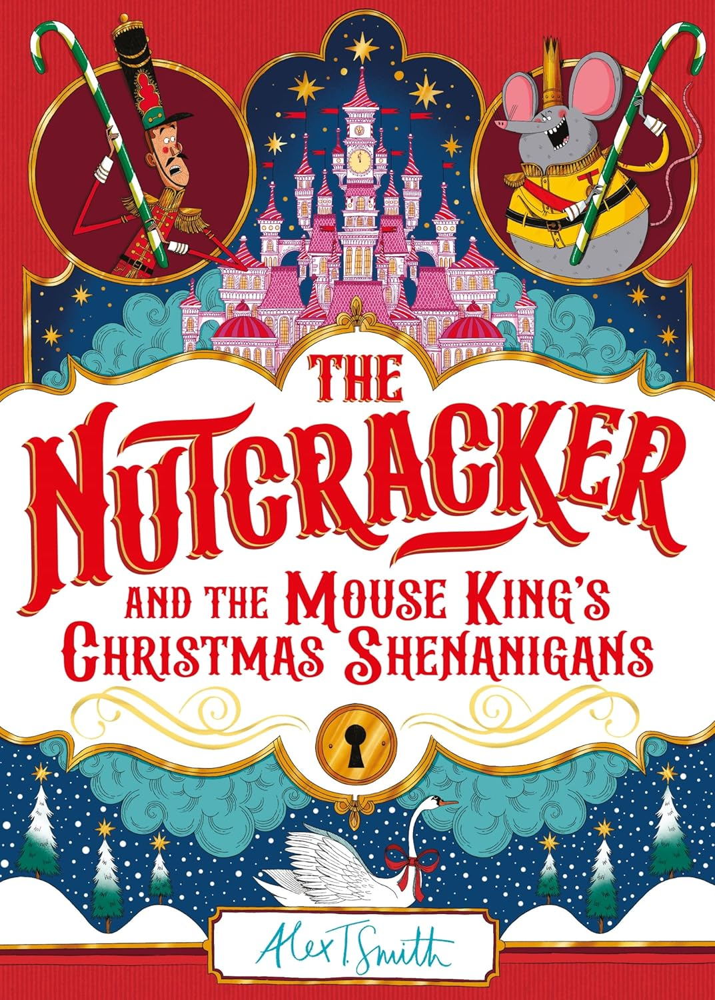 THE
NUTCRACKER
AND THE MOUSE KING'S
CHRISTMAS SHENANIGANS
Alex T. Smith